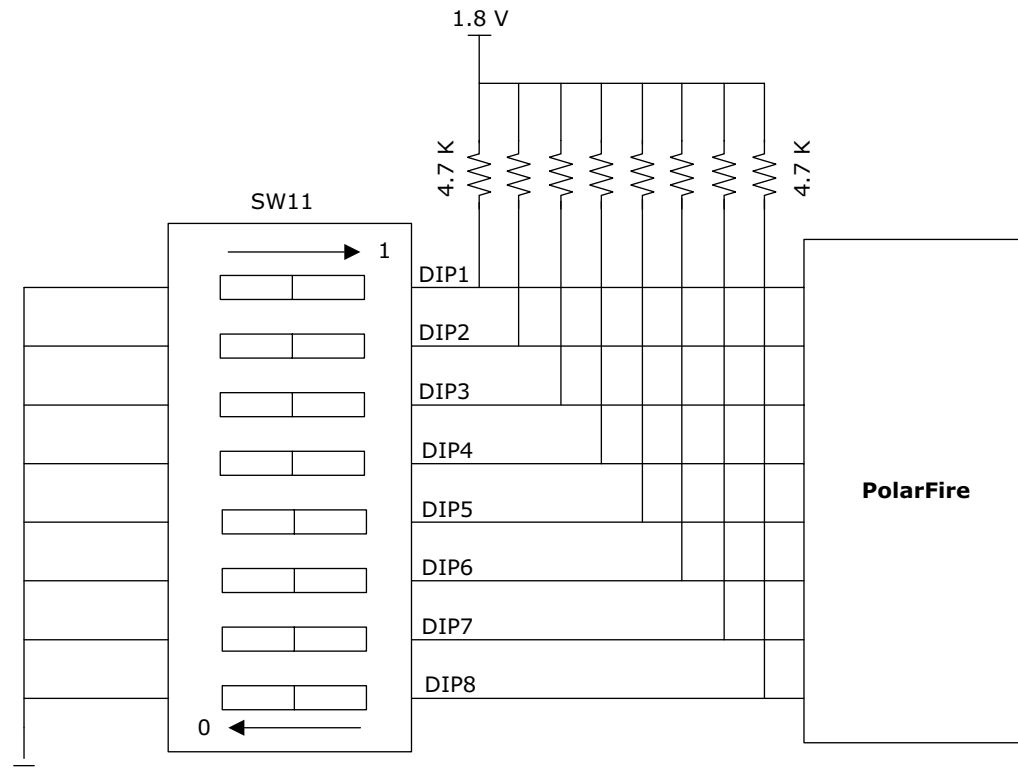 1.8 V
4.7 K
4.7 K
SW11
1
DIP1
DIP2
DIP3
DIP4
DIP5
DIP6
DIP7
DIP8
0
PolarFire